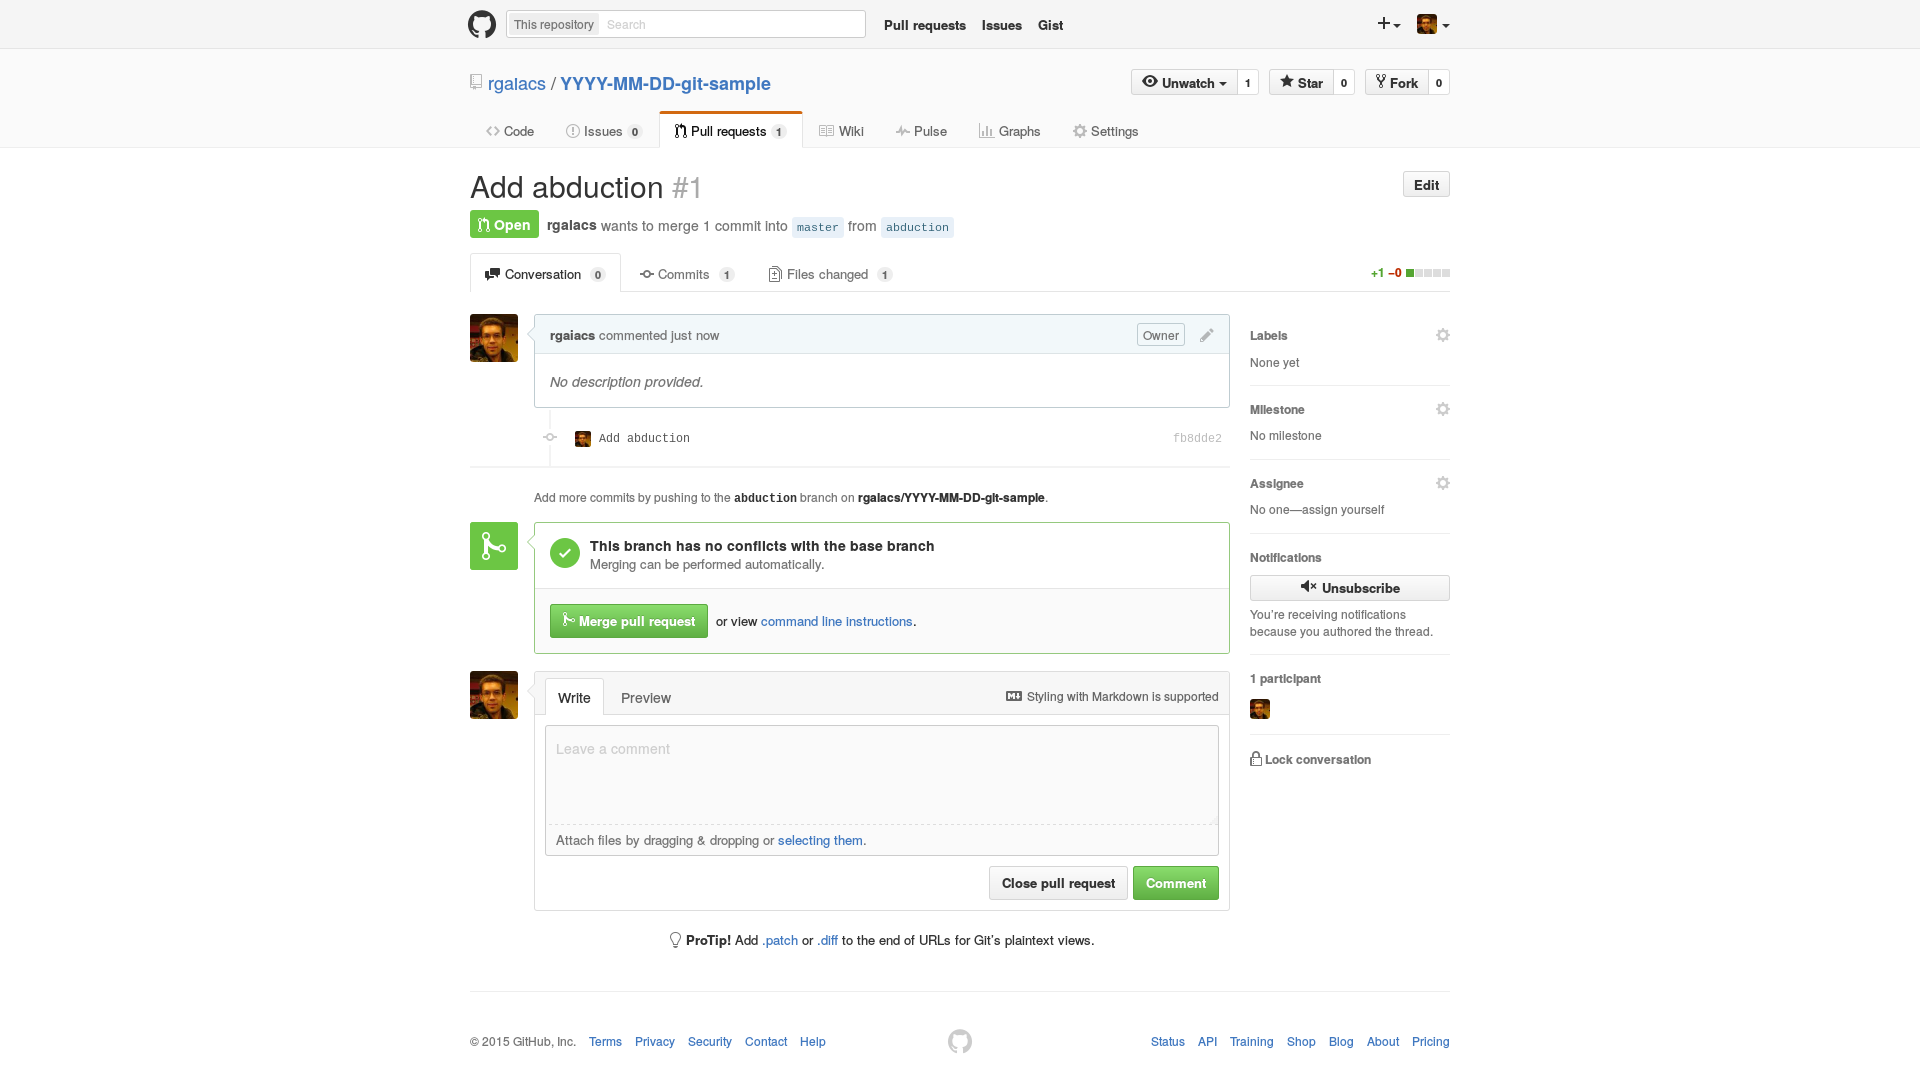 This repository Search Pull requests Issues Gist
rgaiacs / YYYY-MM-DD-git-sample Unwatch 1 Star 0 Fork 0
Code Issues 0 Pull requests 1 Wiki Pulse Graphs Settings
Add abduction #1 Edit
Open rgaiacs wants to merge 1 commit into master from abduction
Conversation 0 Commits 1 Files changed 1 +1 −0
rgaiacs commented just now Owner
No description provided.
Add abduction fb8dde2
Add more commits by pushing to the abduction branch on rgaiacs/YYYY-MM-DD-git-sample.
This branch has no conflicts with the base branch
Merging can be performed automatically.
Merge pull request or view command line instructions.
Write Preview Styling with Markdown is supported
Leave a comment
Attach files by dragging & dropping or selecting them.
Close pull request Comment
ProTip! Add .patch or .diff to the end of URLs for Git's plaintext views.
Labels
None yet
Milestone
No milestone
Assignee
No one—assign yourself
Notifications
Unsubscribe
You're receiving notifications
because you authored the thread.
1 participant
Lock conversation
© 2015 GitHub, Inc. Terms Privacy Security Contact Help Status API Training Shop Blog About Pricing